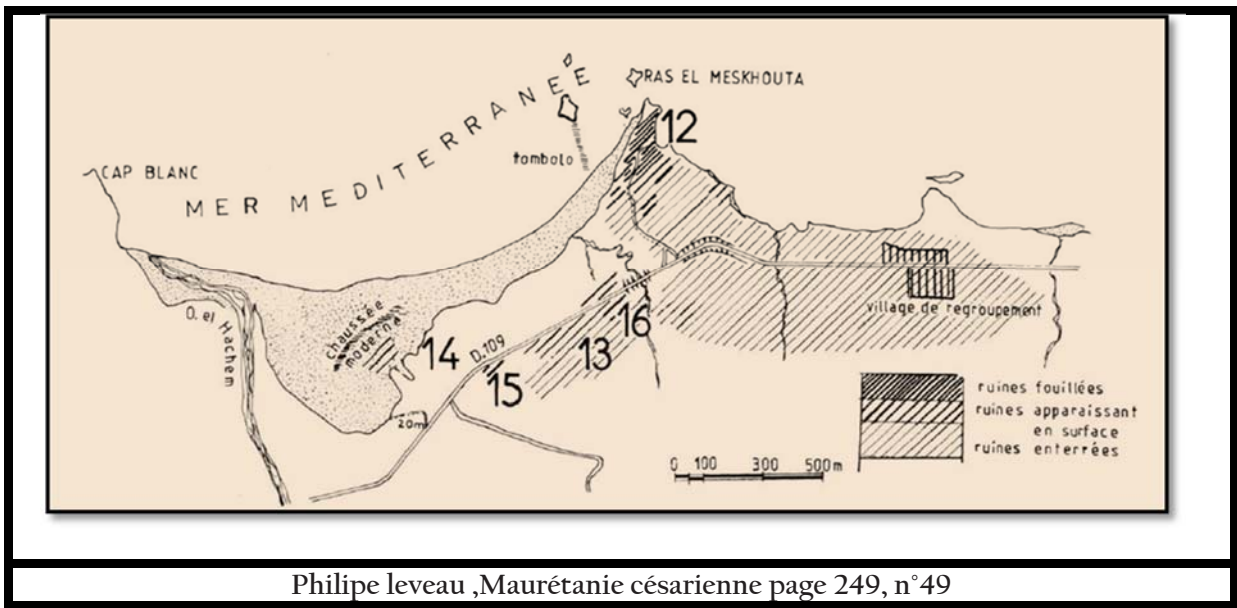 RAS EL MESKHOUTA
MER MEDITERRANEÉ
12
tombolo
CAP BLANC
O. el Hachem
chaussée
moderna
village de regroupement
16
14
D.109
13
15
20m
ruines fouillées
ruines apparaissant
en surface
ruines enterrées
0 100 300 500m
Philipe leveau ,Maurétanie césarienne page 249, n°49